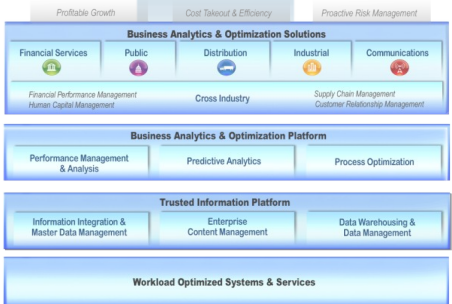 Profitable Growth Cost Takeout & Efficiency Proactive Risk Management
Business Analytics & Optimization Solutions
Financial Services Public Distribution Industrial Communications
Financial Performance Management
Human Capital Management
Cross Industry
Supply Chain Management
Customer Relationship Management
Business Analytics & Optimization Platform
Performance Management
& Analysis
Predictive Analytics
Process Optimization
Trusted Information Platform
Information Integration &
Master Data Management
Enterprise
Content Management
Data Warehousing &
Data Management
Workload Optimized Systems & Services